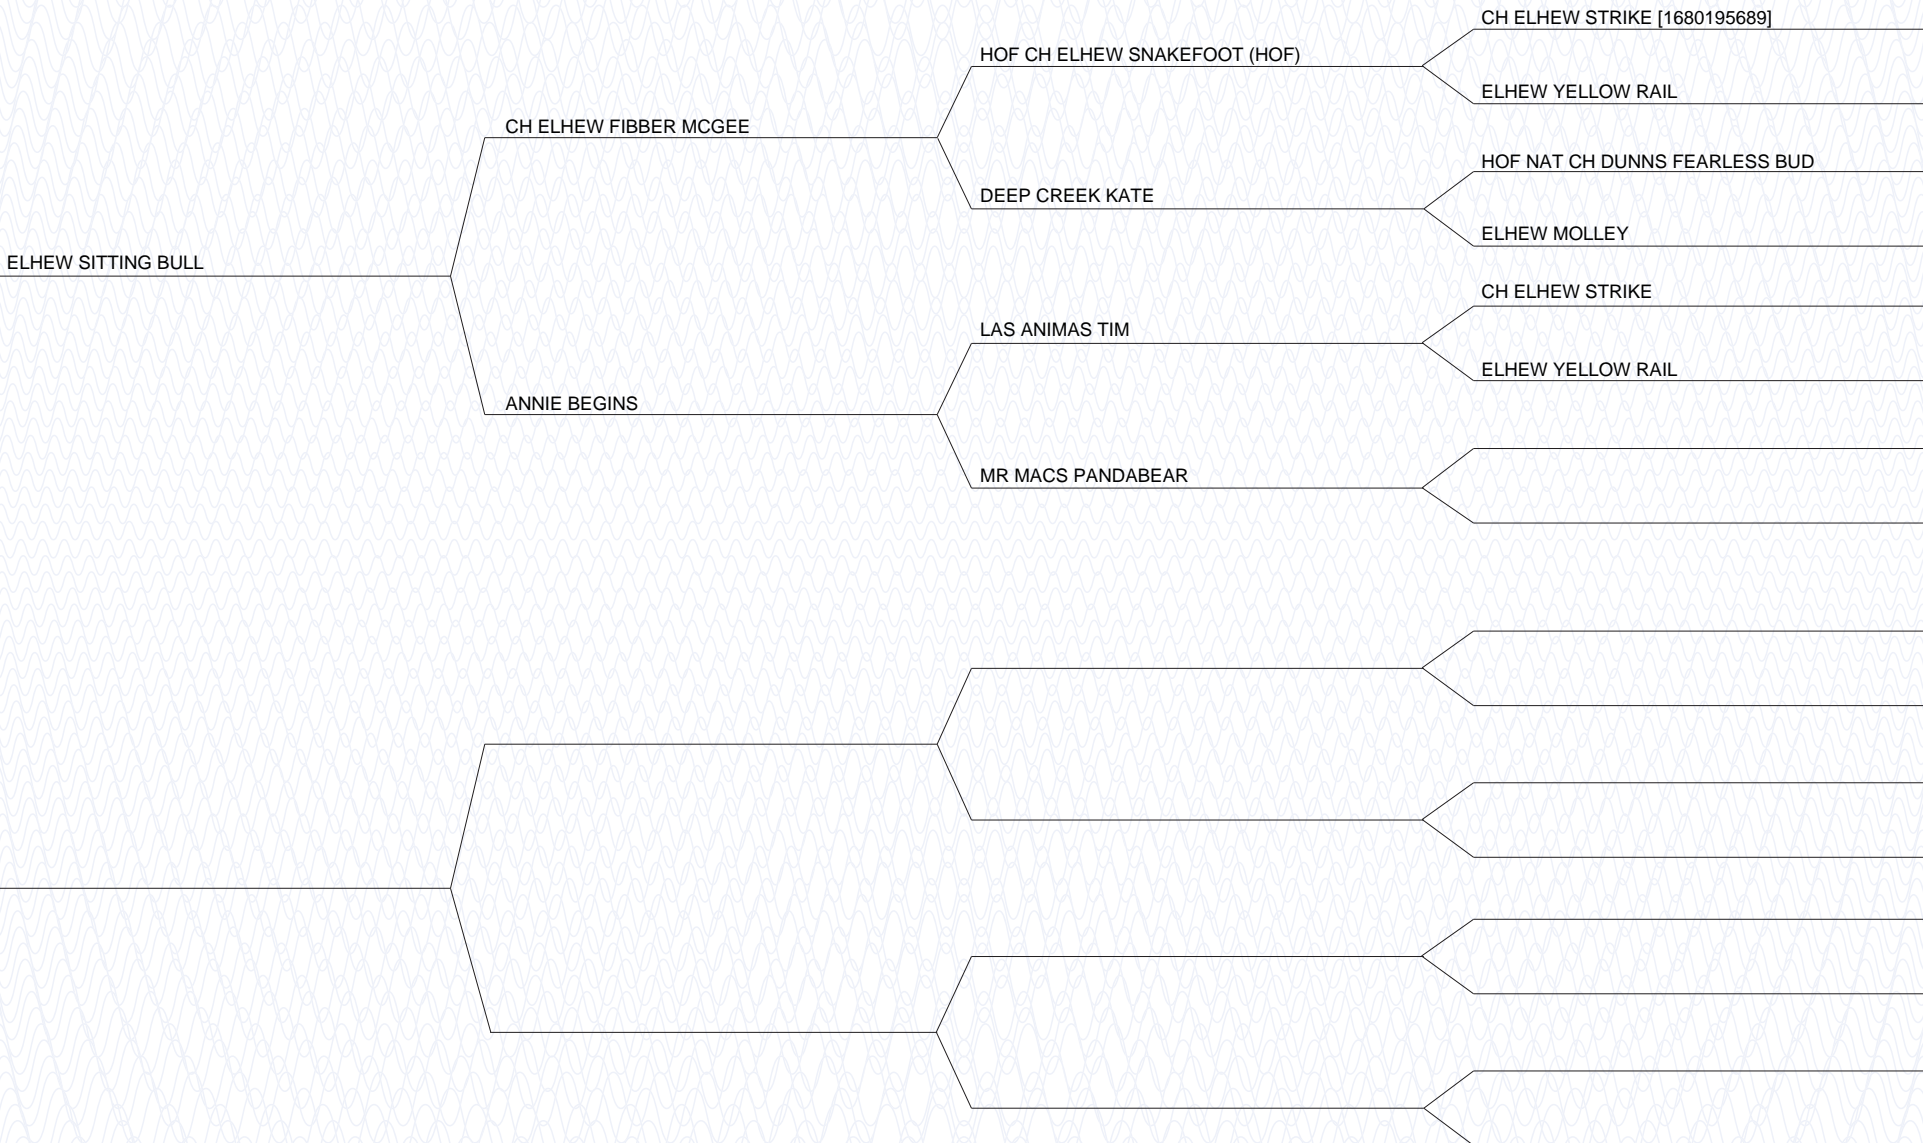 CH ELHEW STRIKE [1680195689]
HOF CH ELHEW SNAKEFOOT (HOF)
ELHEW YELLOW RAIL
CH ELHEW FIBBER MCGEE
HOF NAT CH DUNNS FEARLESS BUD
DEEP CREEK KATE
ELHEW MOLLEY
ELHEW SITTING BULL
CH ELHEW STRIKE
LAS ANIMAS TIM
ELHEW YELLOW RAIL
ANNIE BEGINS
MR MACS PANDABEAR